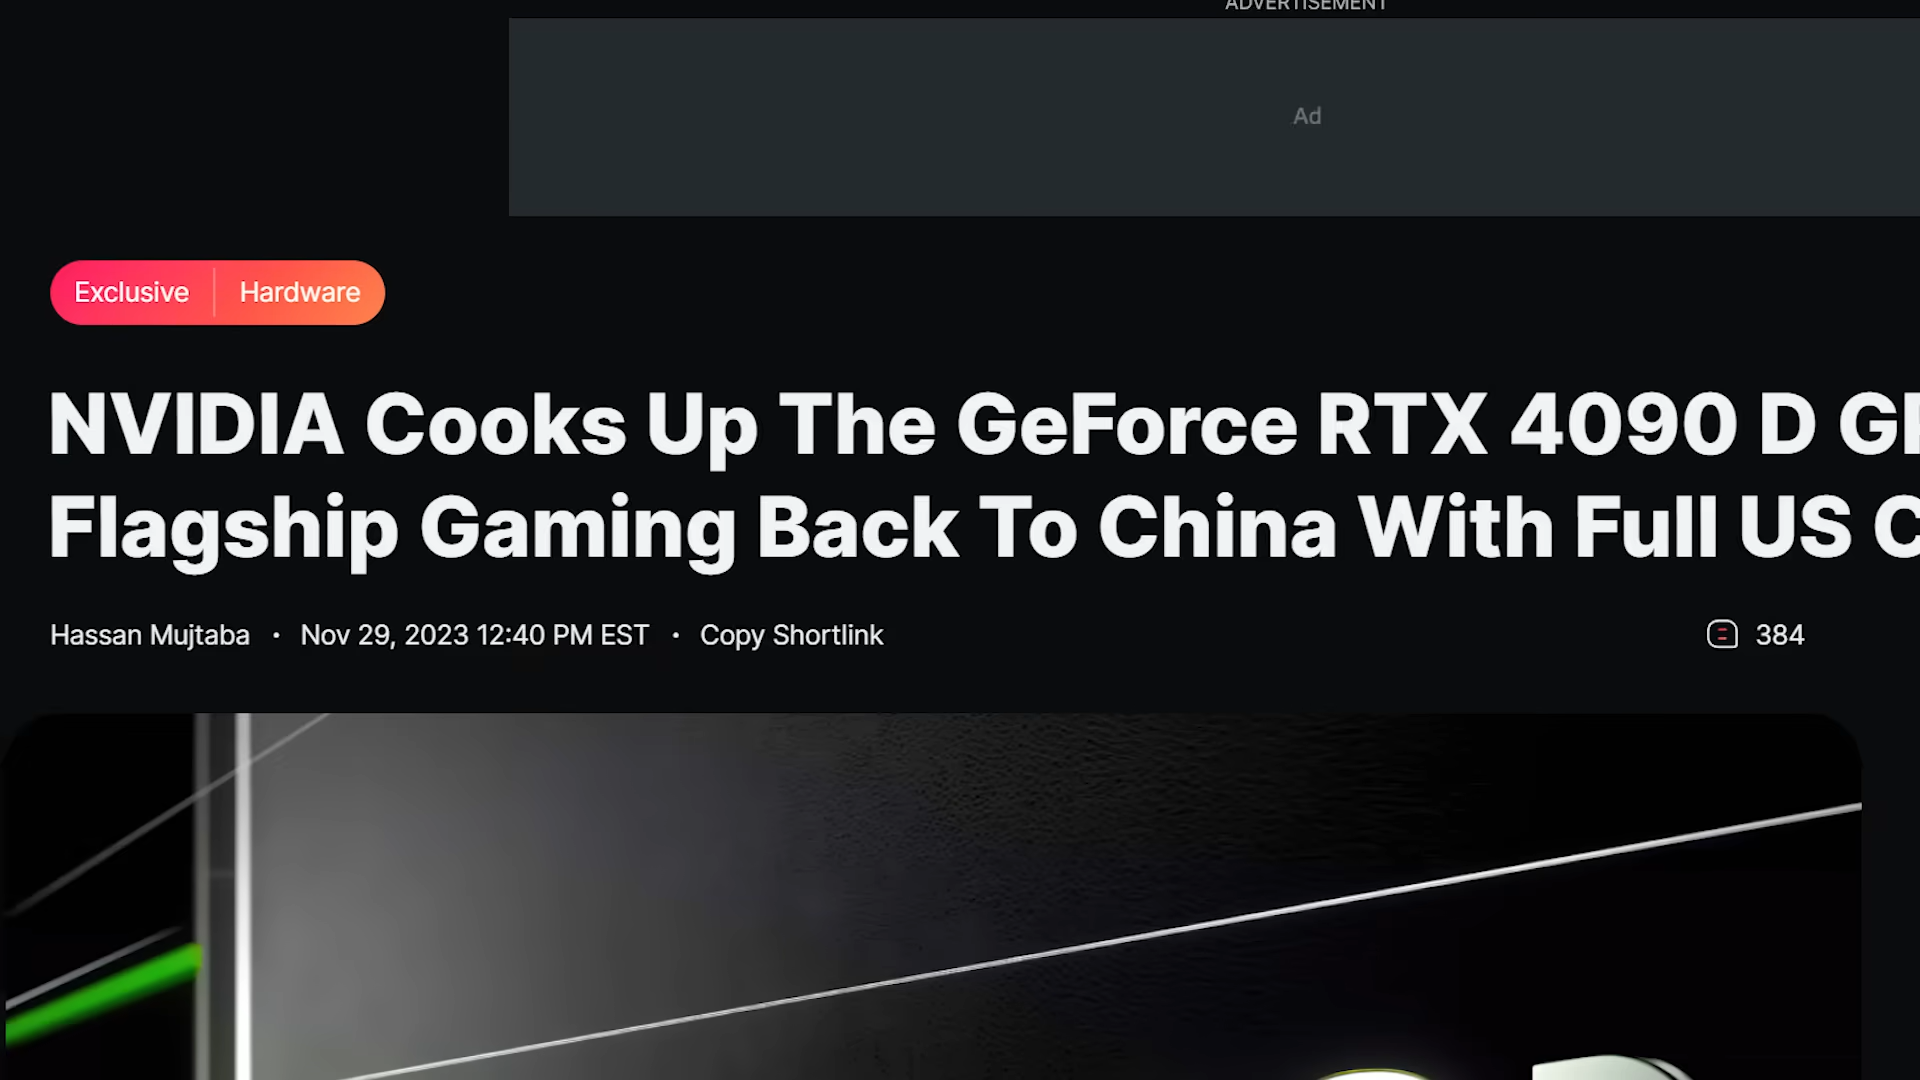 ADVERTISEMENT
Ad
Exclusive Hardware
NVIDIA Cooks Up The GeForce RTX 4090 D
Flagship Gaming Back To China With Full US
Hassan Mujtaba • Nov 29, 2023 12:40 PM EST • Copy Shortlink 384